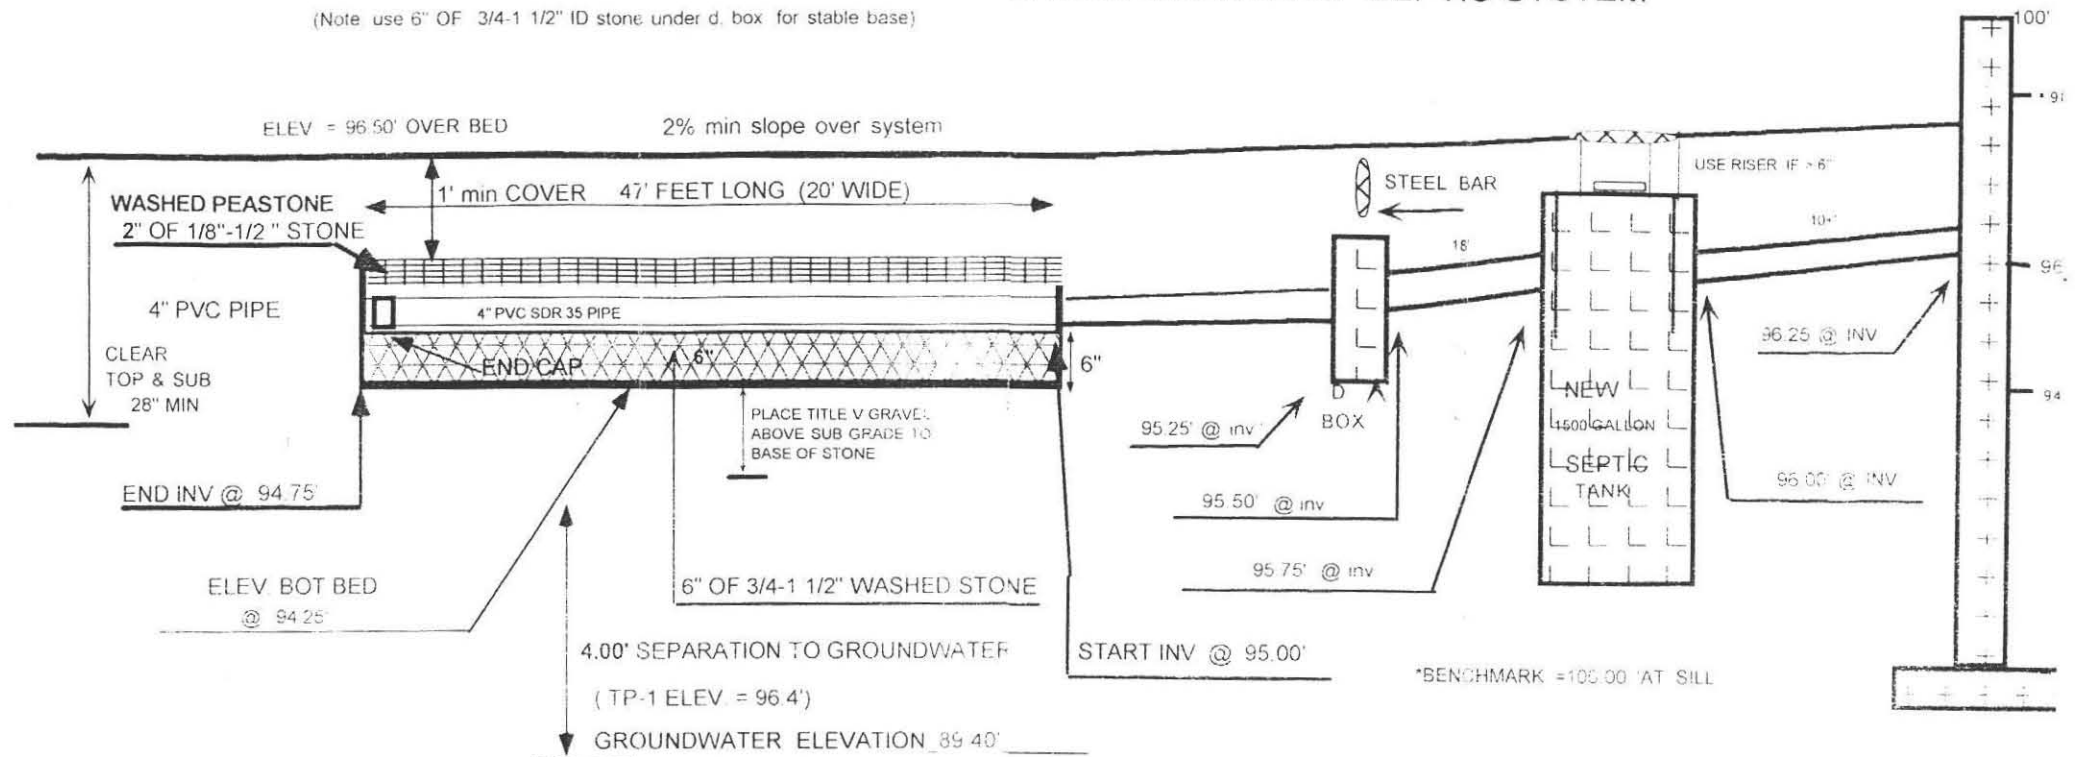 (Note use 6" OF 3/4-1 1/2" ID stone under d. box for stable base)
100'
ELEV = 96.50' OVER BED
2% min slope over system
USE RISER IF > 6"
STEEL BAR
1' min COVER 47' FEET LONG (20' WIDE)
WASHED PEASTONE
2" OF 1/8"-1/2 " STONE
18'
10+'
96
4" PVC PIPE
4" PVC SDR 35 PIPE
96.25 @ INV
CLEAR
TOP & SUB
28" MIN
END CAP
6"
6"
94
D
BOX
NEW
1500 GALLON
SEPTIC
TANK
PLACE TITLE V GRAVEL
ABOVE SUB GRADE TO
BASE OF STONE
95.25' @ inv
END INV @ 94.75'
95.50' @ inv
96.00' @ INV
95.75' @ inv
ELEV. BOT BED
@ 94.25'
6" OF 3/4-1 1/2" WASHED STONE
4.00' SEPARATION TO GROUNDWATER
START INV @ 95.00'
( TP-1 ELEV. = 96.4')
GROUNDWATER ELEVATION 89.40'
*BENCHMARK =100.00 'AT SILL